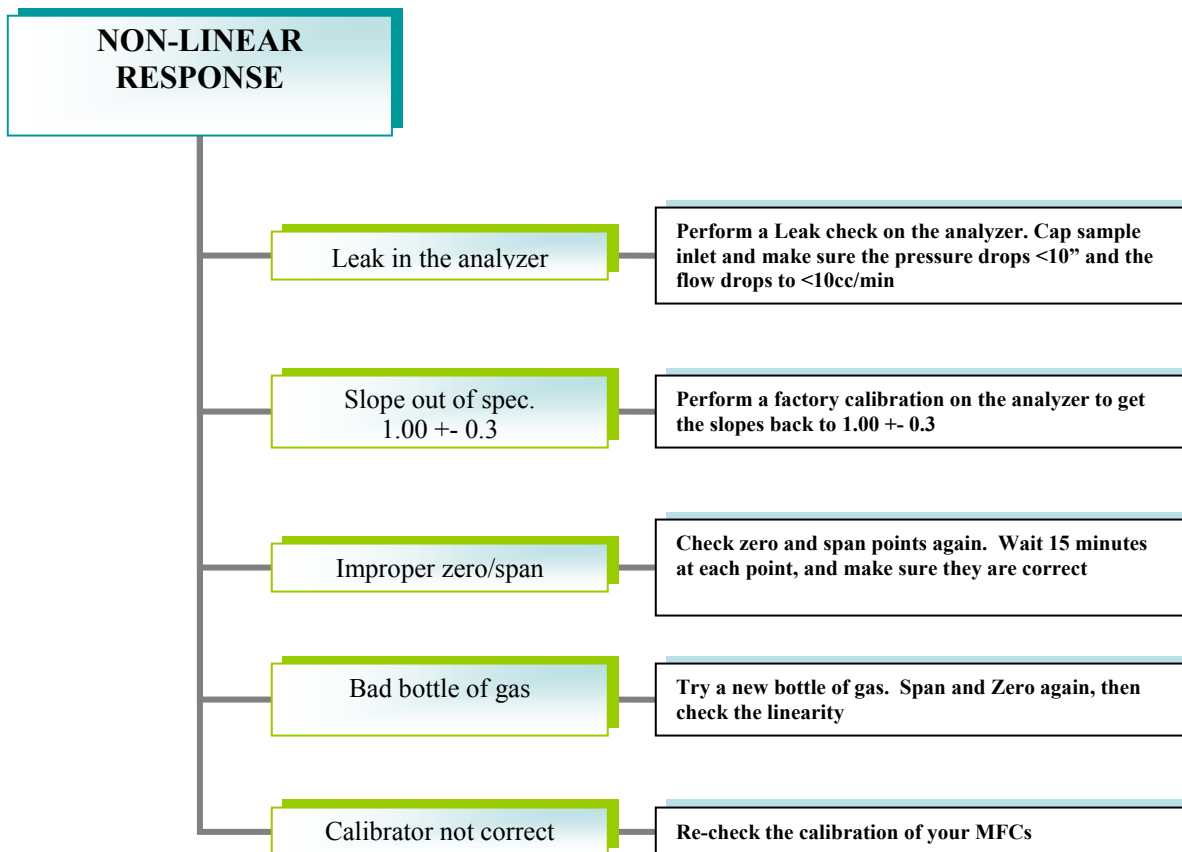 NON-LINEAR
RESPONSE
Leak in the analyzer
Perform a Leak check on the analyzer. Cap sample
inlet and make sure the pressure drops <10” and the
flow drops to <10cc/min
Slope out of spec.
1.00 +- 0.3
Perform a factory calibration on the analyzer to get
the slopes back to 1.00 +- 0.3
Improper zero/span
Check zero and span points again.  Wait 15 minutes
at each point, and make sure they are correct
Bad bottle of gas
Try a new bottle of gas.  Span and Zero again, then
check the linearity
Calibrator not correct
Re-check the calibration of your MFCs